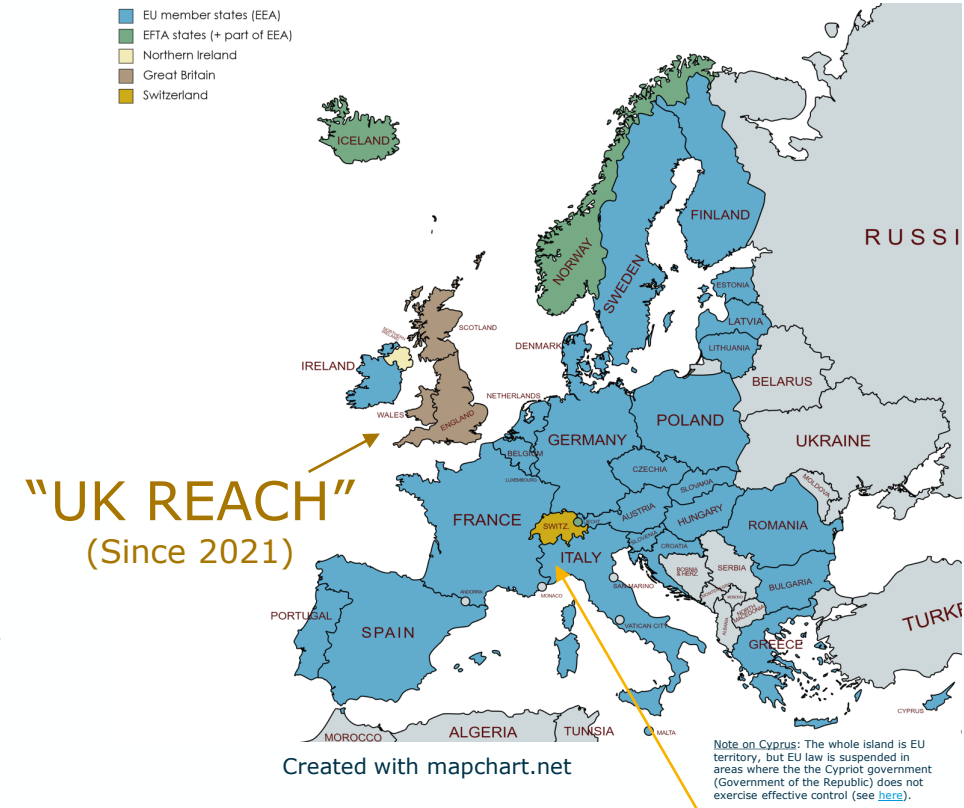 EU member states (EEA)
EFTA states (+ part of EEA)
Northern Ireland
Great Britain
Switzerland
ICELAND
FINLAND
RUSSI
NORWAY
SWEDEN
ESTONIA
LATVIA
LITHUANIA
NORTHERN
IRELAND
SCOTLAND
DENMARK
IRELAND
BELARUS
NETHERLANDS
WALES
ENGLAND
POLAND
GERMANY
UKRAINE
BELGIUM
CZECHIA
LUXEMBOURG
SLOVAKIA
MOLDOVA
"UK REACH"
(Since 2021)
FRANCE
SWITZ.
AUSTRIA
HUNGARY
ROMANIA
SLOVENIA
CROATIA
ITALY
BOSNIA
& HERZ.
SERBIA
SAN MARINO
MONACO
ANDORRA
KOSOVO
BULGARIA
NORTH
MACEDONIA
ALBANIA
PORTUGAL
SPAIN
VATICAN CITY
GREECE
TURKE
CYPRUS
MALTA
MOROCCO
ALGERIA
TUNISIA
Created with mapchart.net
Note on Cyprus: The whole island is EU
territory, but EU law is suspended in
areas where the the Cypriot government
(Government of the Republic) does not
exercise effective control (see here).